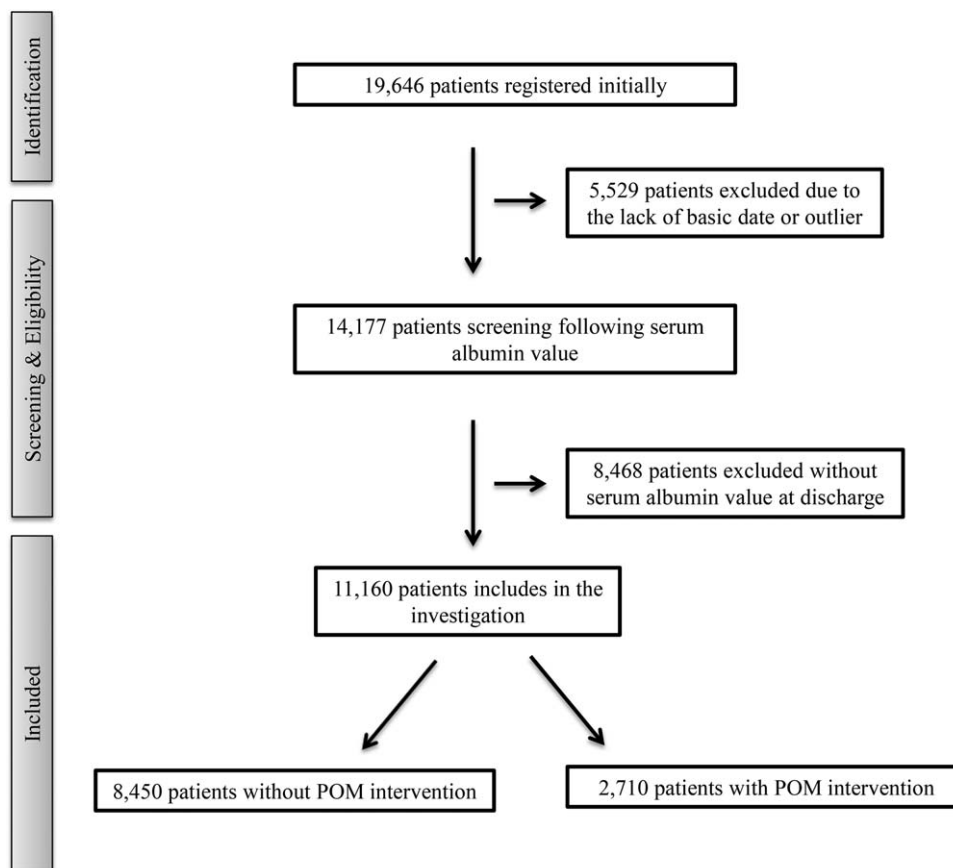 Identification
19,646 patients registered initially
5,529 patients excluded due to
the lack of basic date or outlier
Screening & Eligibility
14,177 patients screening following serum
albumin value
8,468 patients excluded without
serum albumin value at discharge
Included
11,160 patients includes in the
investigation
8,450 patients without POM intervention
2,710 patients with POM intervention